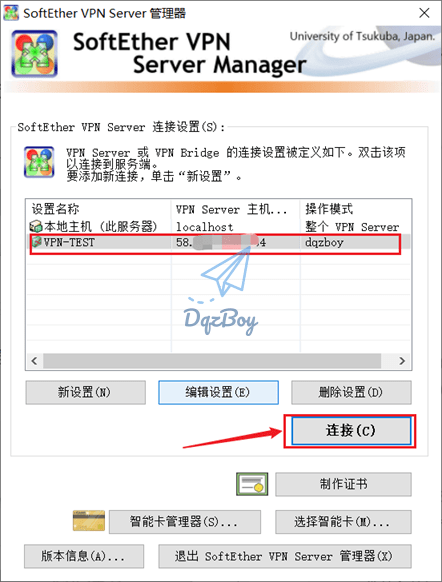 SoftEther VPN Server 管理器
SoftEther VPN
Server Manager
University of Tsukuba, Japan.
SoftEther VPN Server 连接设置(S):
VPN Server 或 VPN Bridge 的连接设置被定义如下。双击该项
以连接到服务端。
要添加新连接，单击“新设置”。
设置名称 VPN Server 主机... 操作模式
本地主机 (此服务器) localhost 整个 VPN Server
VPN-TEST 58. .4 dqzboy
DqzBoy
新设置(N) 编辑设置(E) 删除设置(D)
连接(C)
制作证书
智能卡管理器(S)... 选择智能卡(M)...
版本信息(A)... 退出 SoftEther VPN Server 管理器(X)